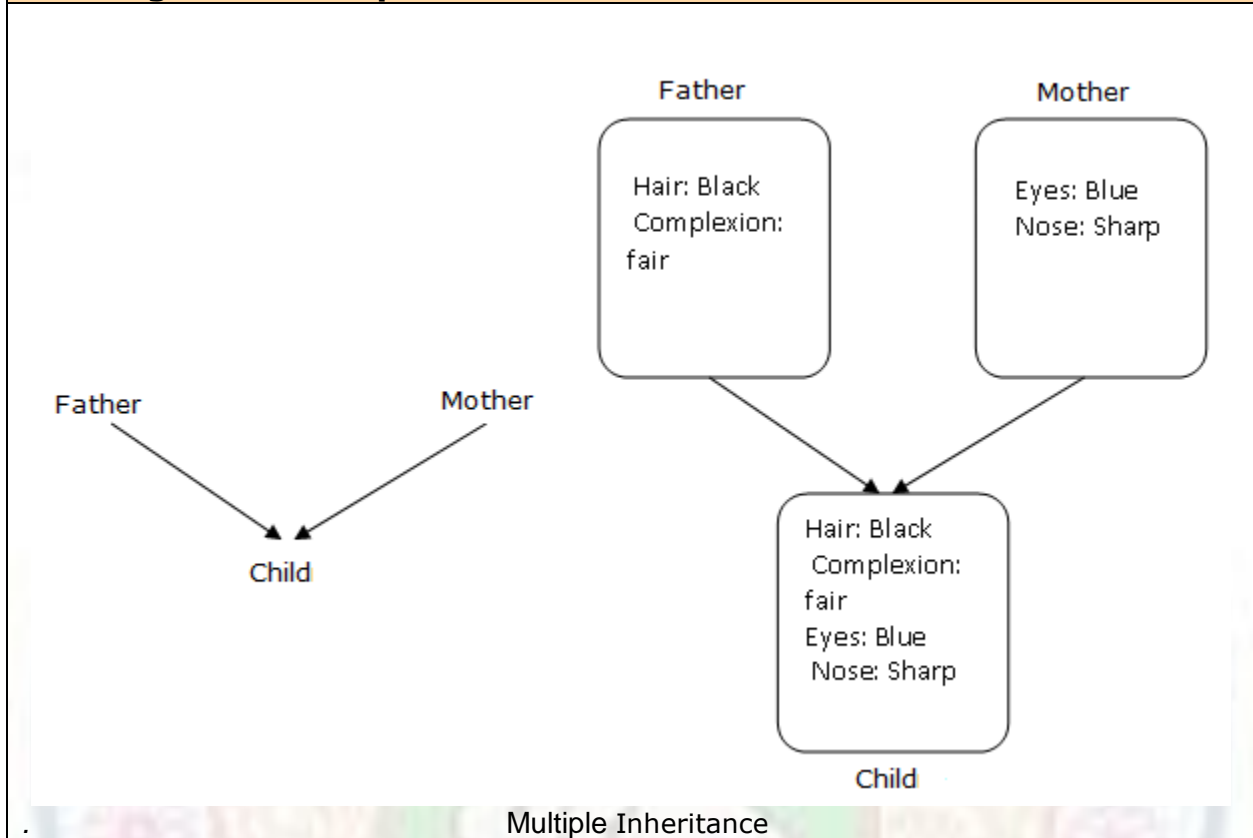 Father
Mother
Hair: Black
Complexion:
fair
Eyes: Blue
Nose: Sharp
Father
Mother
Child
Hair: Black
Complexion:
fair
Eyes: Blue
Nose: Sharp
Child
. Multiple Inheritance